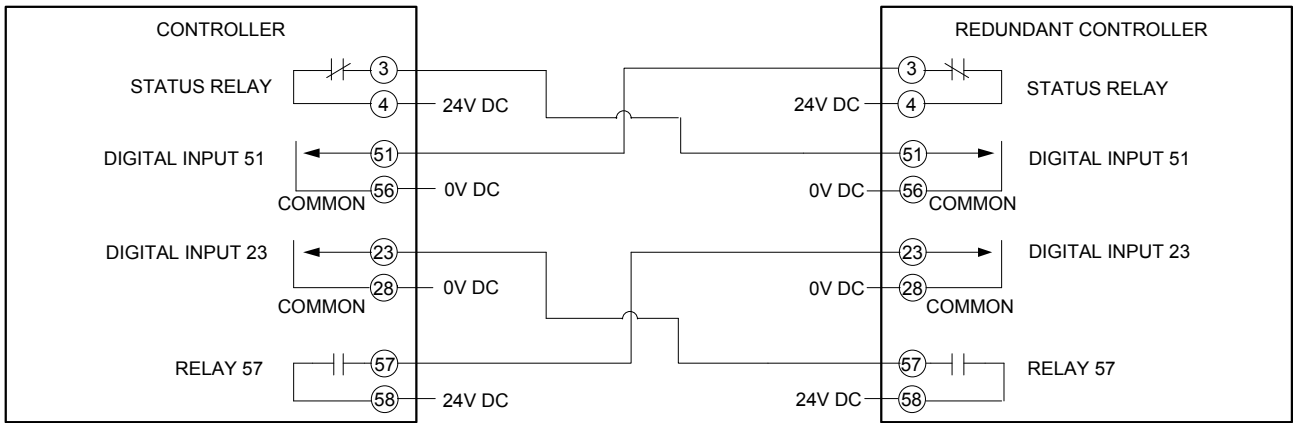 CONTROLLER
REDUNDANT CONTROLLER
3
3
STATUS RELAY
STATUS RELAY
4
24V DC
24V DC
4
DIGITAL INPUT 51
51
51
DIGITAL INPUT 51
56
0V DC
0V DC
56
COMMON
COMMON
DIGITAL INPUT 23
23
23
DIGITAL INPUT 23
28
0V DC
0V DC
28
COMMON
COMMON
RELAY 57
57
57
RELAY 57
58
24V DC
24V DC
58